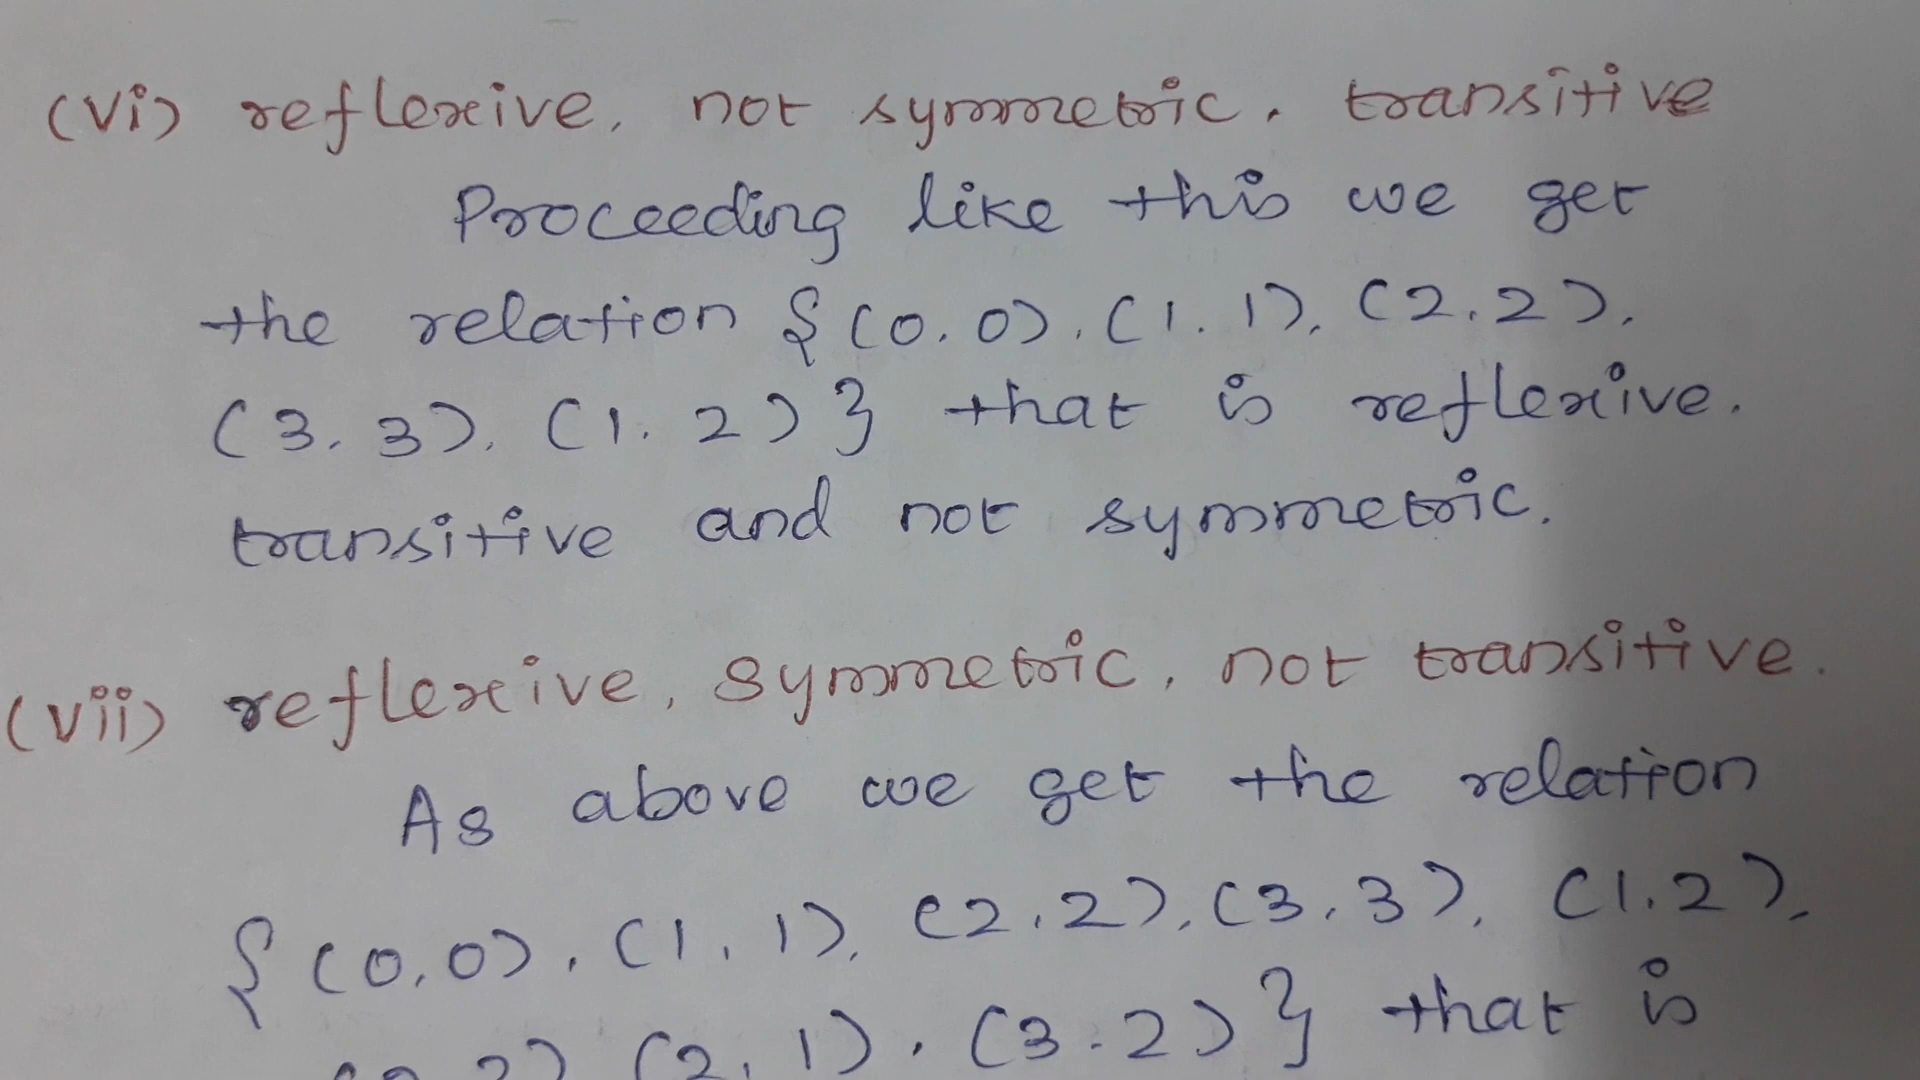 (vi) reflexive, not symmetric, transitive
Proceeding like this we get
the relation {(0,0),(1,1),(2,2),
(3,3),(1,2)} that is reflexive,
transitive and not symmetric.
(vii) reflexive, symmetric, not transitive.
As above we get the relation
{(0,0),(1,1),(2,2),(3,3),(1,2),
(2,1),(3,2)} that is